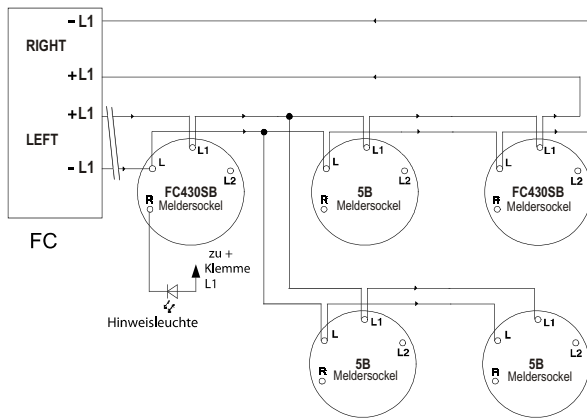 - L1
RIGHT
+ L1
+ L1
LEFT
- L1
FC
L
L1
L2
R
FC430SB
Meldersockel
L
L1
L2
R
5B
Meldersockel
L
L1
L2
R
FC430SB
Meldersockel
zu +
Klemme
L1
Hinweisleuchte
L
L1
L2
R
5B
Meldersockel
L
L1
L2
R
5B
Meldersockel